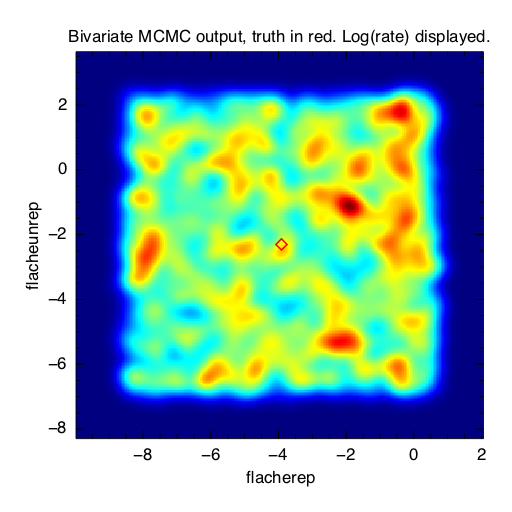 Bivariate MCMC output, truth in red. Log(rate) displayed.
2
0
−2
−4
−6
−8
flacheunrep
−8 −6 −4 −2 0 2
flacherep